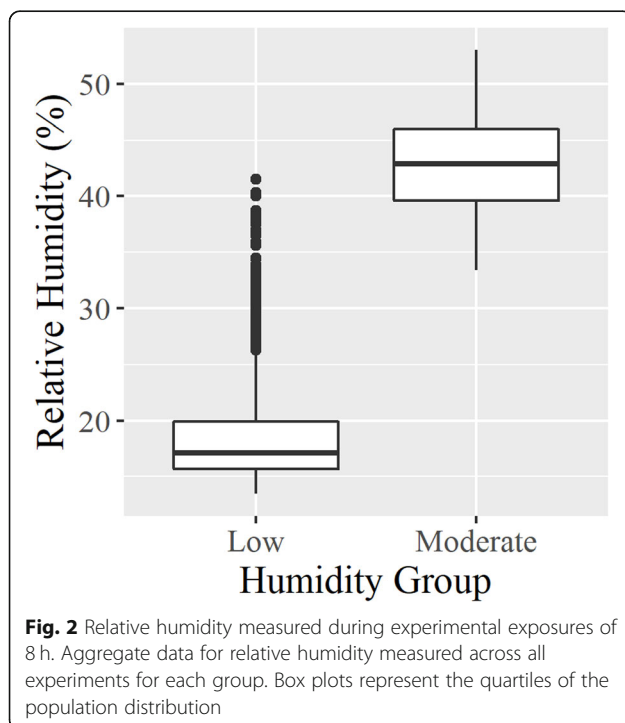 Relative Humidity (%)
50
40
30
20
Low Moderate
Humidity Group
Fig. 2 Relative humidity measured during experimental exposures of
8 h. Aggregate data for relative humidity measured across all
experiments for each group. Box plots represent the quartiles of the
population distribution